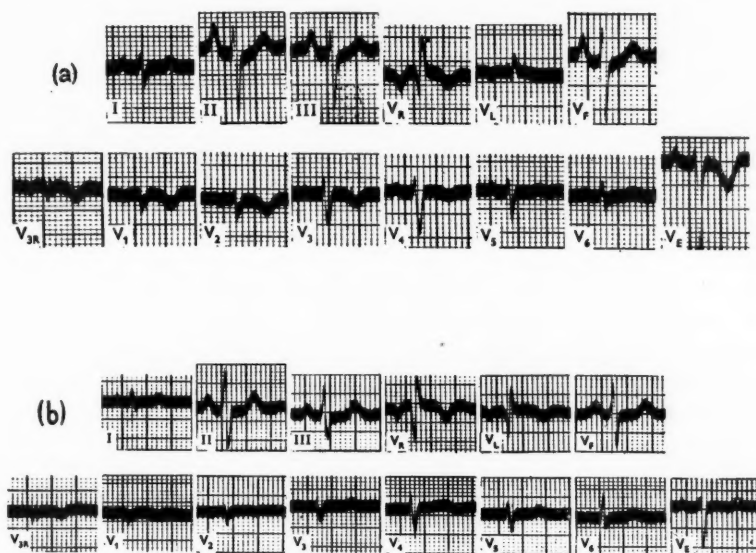 (a)
I II III VR VL VF
V3R V1 V2 V3 V4 V5 V6 VE
(b)
I II III VR VL VF
V3R V1 V2 V3 V4 V5 V6 VE